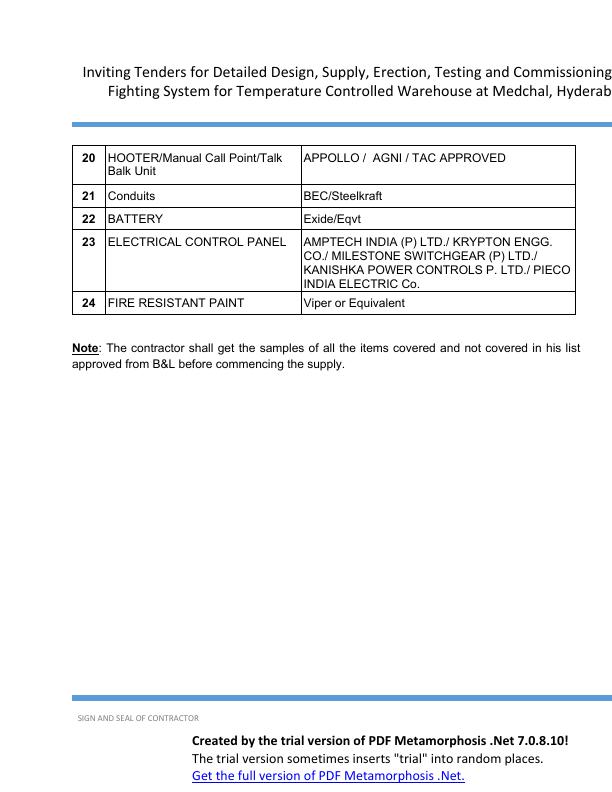 Inviting Tenders for Detailed Design, Supply, Erection, Testing and Commissioning
Fighting System for Temperature Controlled Warehouse at Medchal, Hyderab
20 HOOTER/Manual Call Point/Talk Balk Unit APPOLLO / AGNI / TAC APPROVED
21 Conduits BEC/Steelkraft
22 BATTERY Exide/Eqvt
23 ELECTRICAL CONTROL PANEL AMPTECH INDIA (P) LTD./ KRYPTON ENGG.
CO./ MILESTONE SWITCHGEAR (P) LTD./
KANISHKA POWER CONTROLS P. LTD./ PIECO
INDIA ELECTRIC Co.
24 FIRE RESISTANT PAINT Viper or Equivalent
Note: The contractor shall get the samples of all the items covered and not covered in his list
approved from B&L before commencing the supply.
SIGN AND SEAL OF CONTRACTOR
Created by the trial version of PDF Metamorphosis .Net 7.0.8.10!
The trial version sometimes inserts "trial" into random places.
Get the full version of PDF Metamorphosis .Net.